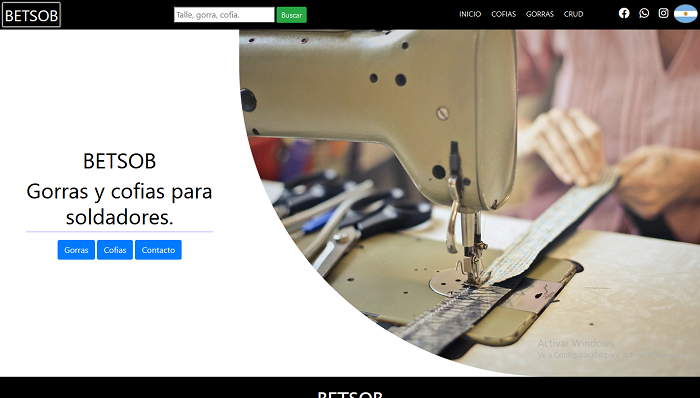 BETSOB
Talle, gorra, cofia.
Buscar
INICIO
COFIAS
GORRAS
CRUD
BETSOB
Gorras y cofias para
soldadores.
Gorras
Cofias
Contacto
Activar Windows
Ve a Configuración para activar
BETSOB